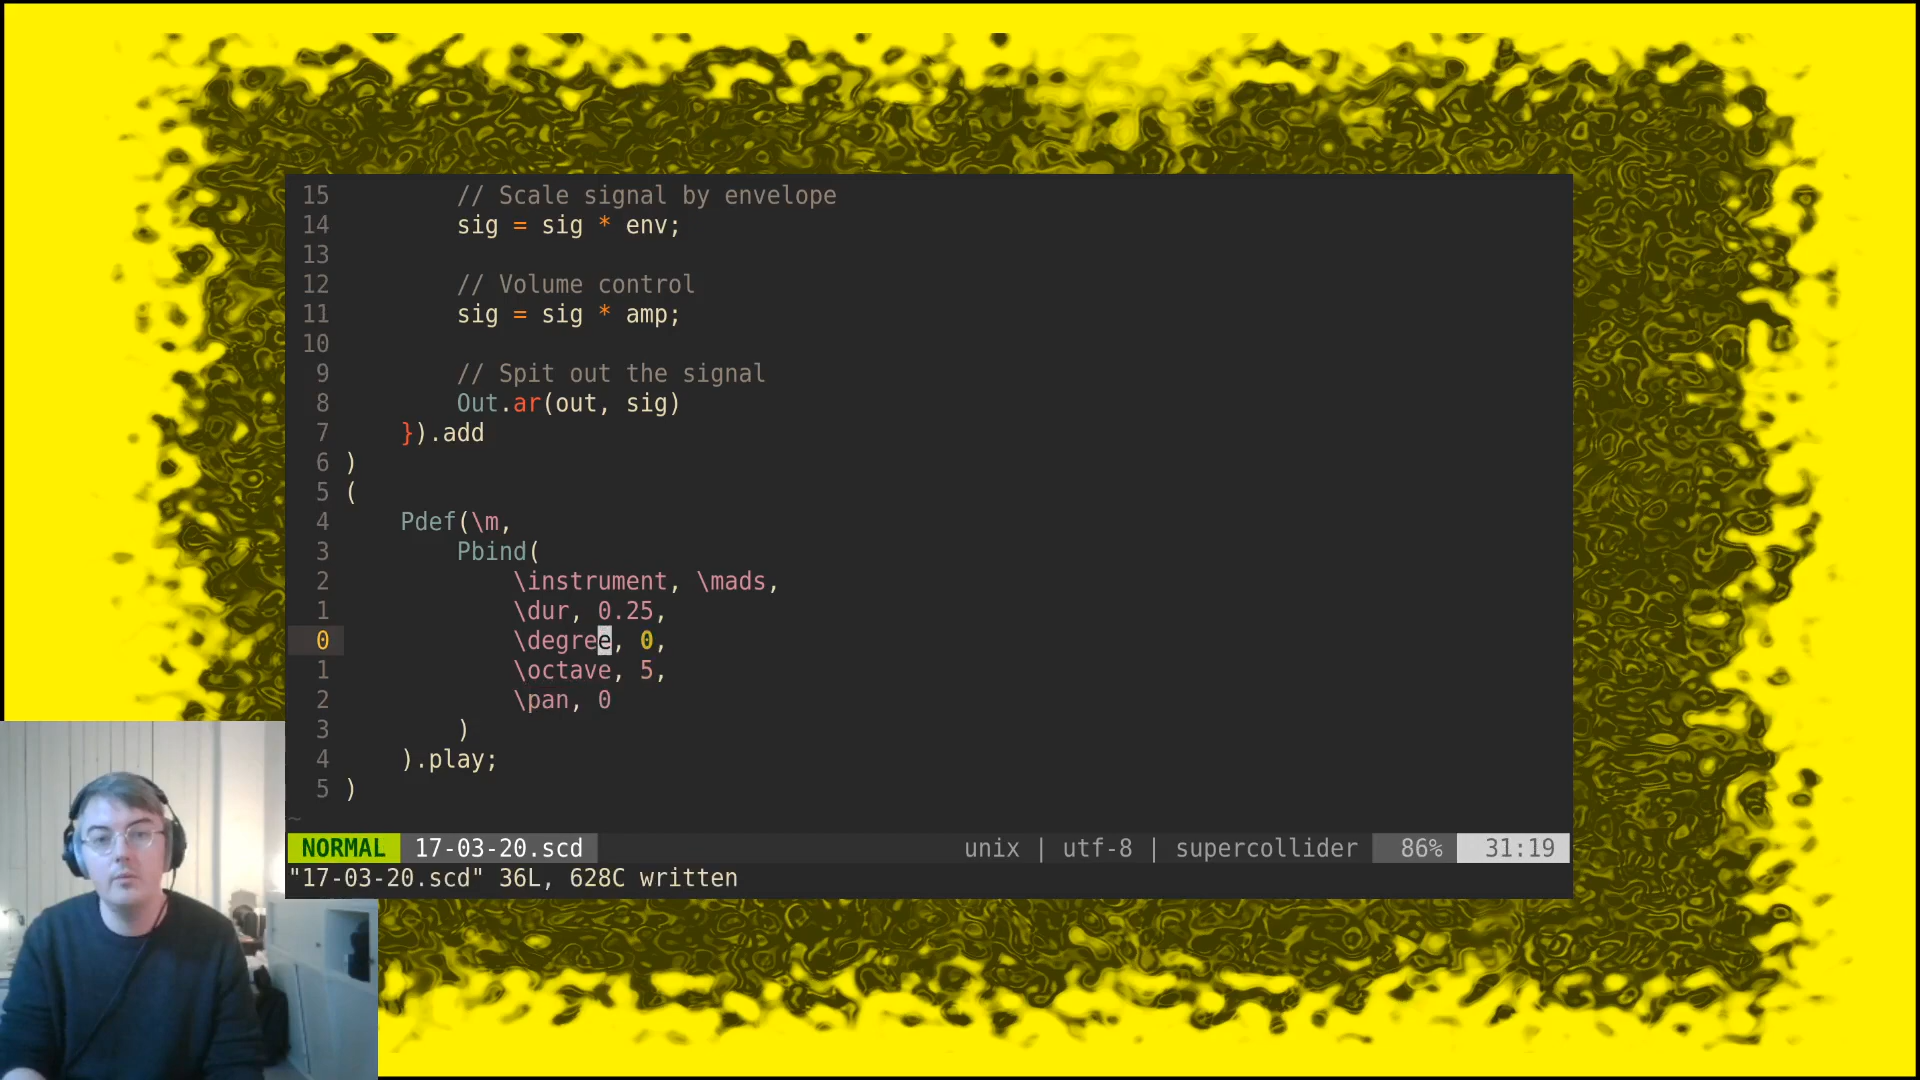 15 // Scale signal by envelope
14 sig = sig * env;
13
12 // Volume control
11 sig = sig * amp;
10
9 // Spit out the signal
8 Out.ar(out, sig)
7 }).add
6 )
5 (
4 Pdef(\m,
3 Pbind(
2 \instrument, \mads,
1 \dur, 0.25,
0 \degree, 0,
1 \octave, 5,
2 \pan, 0
3 )
4 ).play;
5 )
~
NORMAL 17-03-20.scd unix | utf-8 | supercollider 86% 31:19
"17-03-20.scd" 36L, 628C written